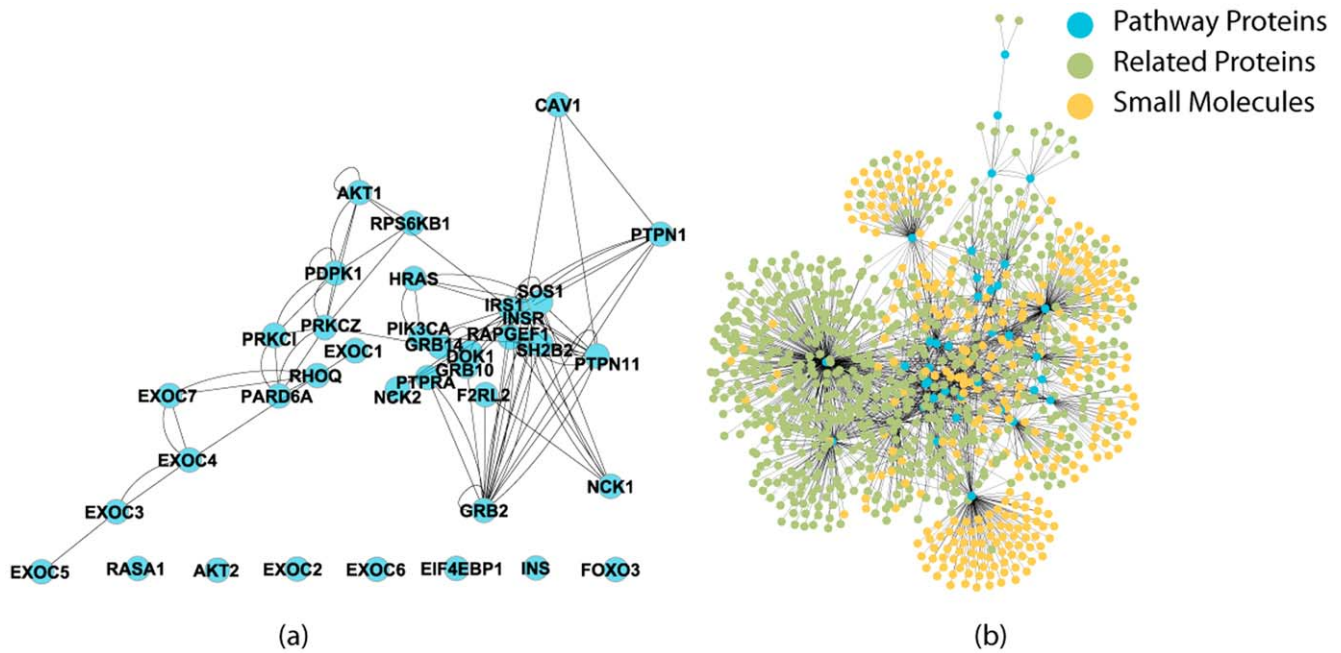 Pathway Proteins
Related Proteins
Small Molecules
CAV1
AKT1
RPS6KB1
PTPN1
PDPK1
HRAS
SOS1
IRS1
INSR
PRKCI
PRKCZ
PIK3CA
RAPGEF1
GRB14
SH2B2
EXOC1
DOK1
PTPN11
GRB10
RHOQ
PTPRA
EXOC7
PARD6A
NCK2
F2RL2
EXOC4
NCK1
EXOC3
GRB2
EXOC5
RASA1
AKT2
EXOC2
EXOC6
EIF4EBP1
INS
FOXO3
(a)
(b)